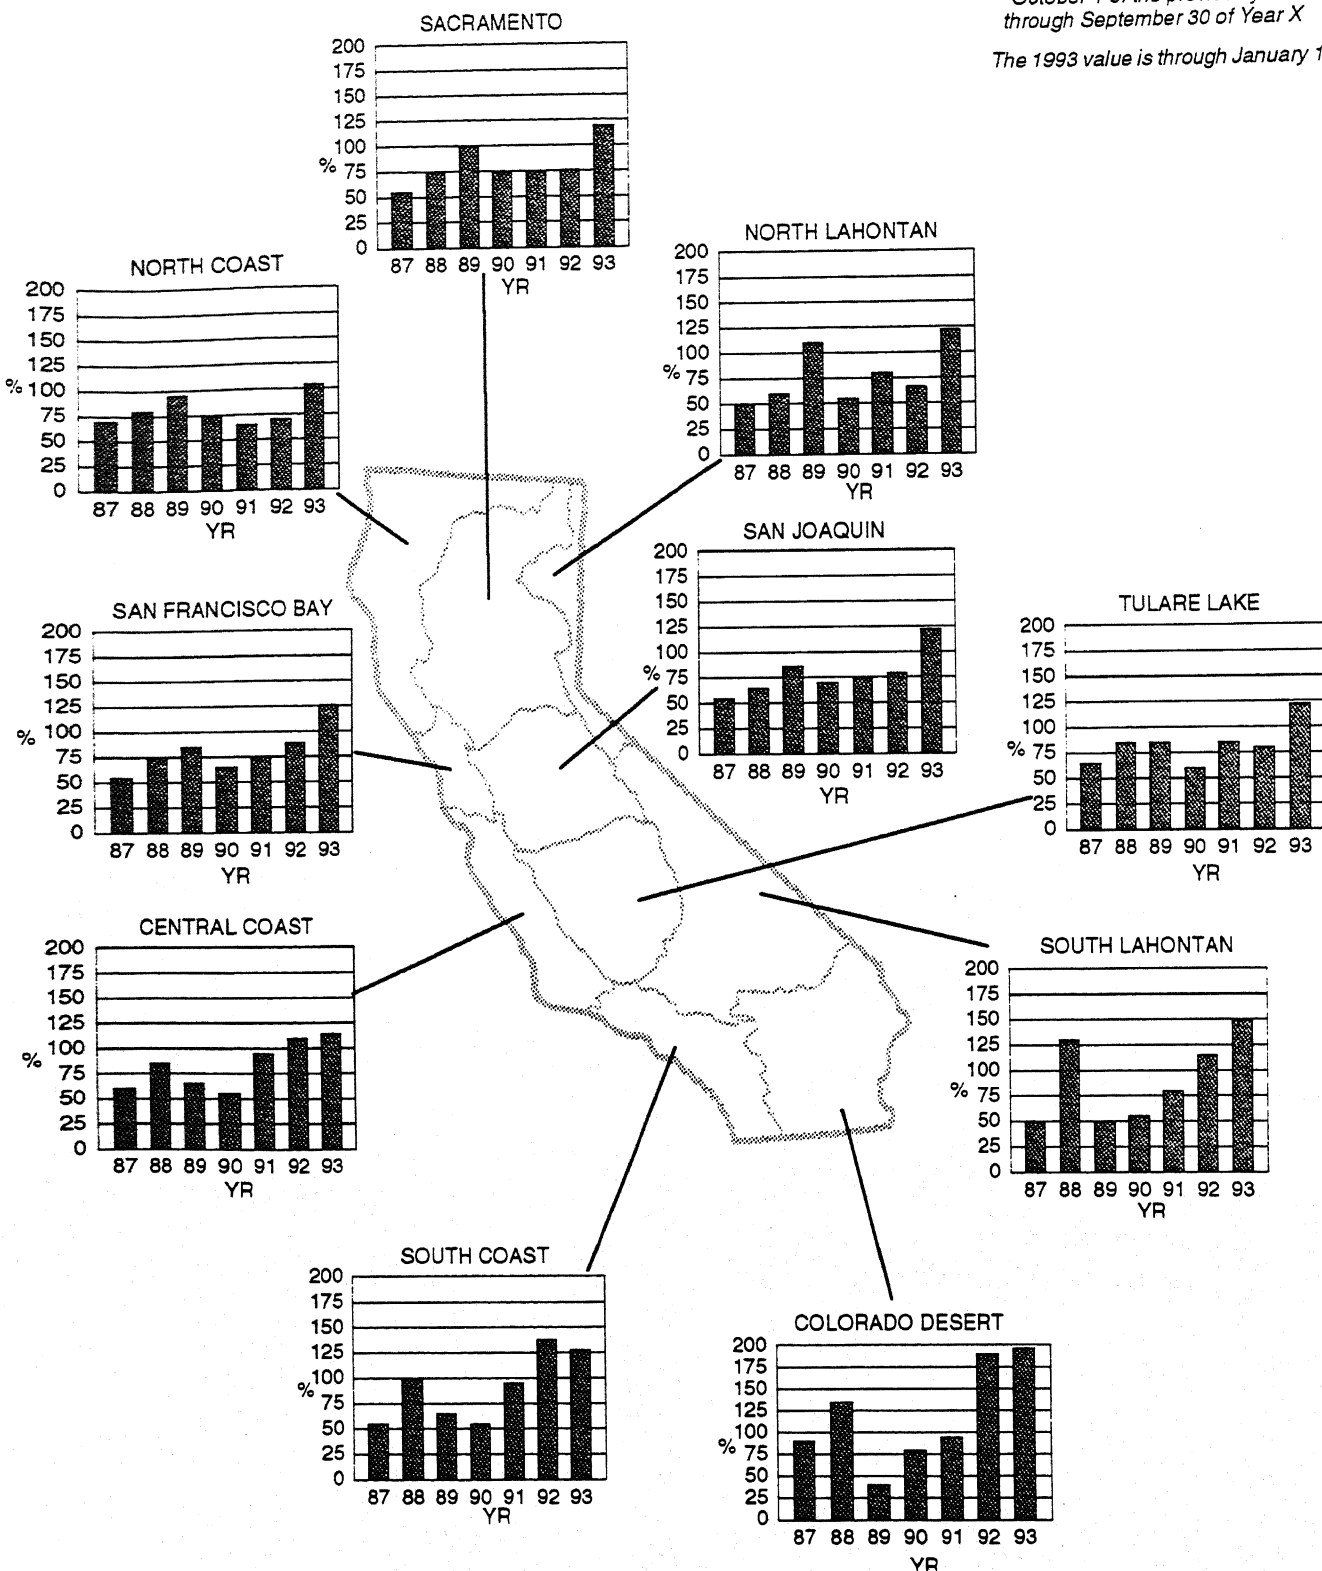 through September 30 of Year X
The 1993 value is through January 1
SACRAMENTO
200
175
150
125
100
% 75
50
25
0
87 88 89 90 91 92 93
YR
NORTH LAHONTAN
200
175
150
125
100
% 75
50
25
0
87 88 89 90 91 92 93
YR
NORTH COAST
200
175
150
125
% 100
75
50
25
0
87 88 89 90 91 92 93
YR
SAN JOAQUIN
200
175
150
125
100
% 75
50
25
0
87 88 89 90 91 92 93
YR
SAN FRANCISCO BAY
200
175
150
125
% 100
75
50
25
0
87 88 89 90 91 92 93
YR
TULARE LAKE
200
175
150
125
100
% 75
50
25
0
87 88 89 90 91 92 93
YR
CENTRAL COAST
200
175
150
125
% 100
75
50
25
0
87 88 89 90 91 92 93
YR
SOUTH LAHONTAN
200
175
150
125
100
% 75
50
25
0
87 88 89 90 91 92 93
YR
SOUTH COAST
200
175
150
125
100
% 75
50
25
0
87 88 89 90 91 92 93
YR
COLORADO DESERT
200
175
150
125
100
% 75
50
25
0
87 88 89 90 91 92 93
YR